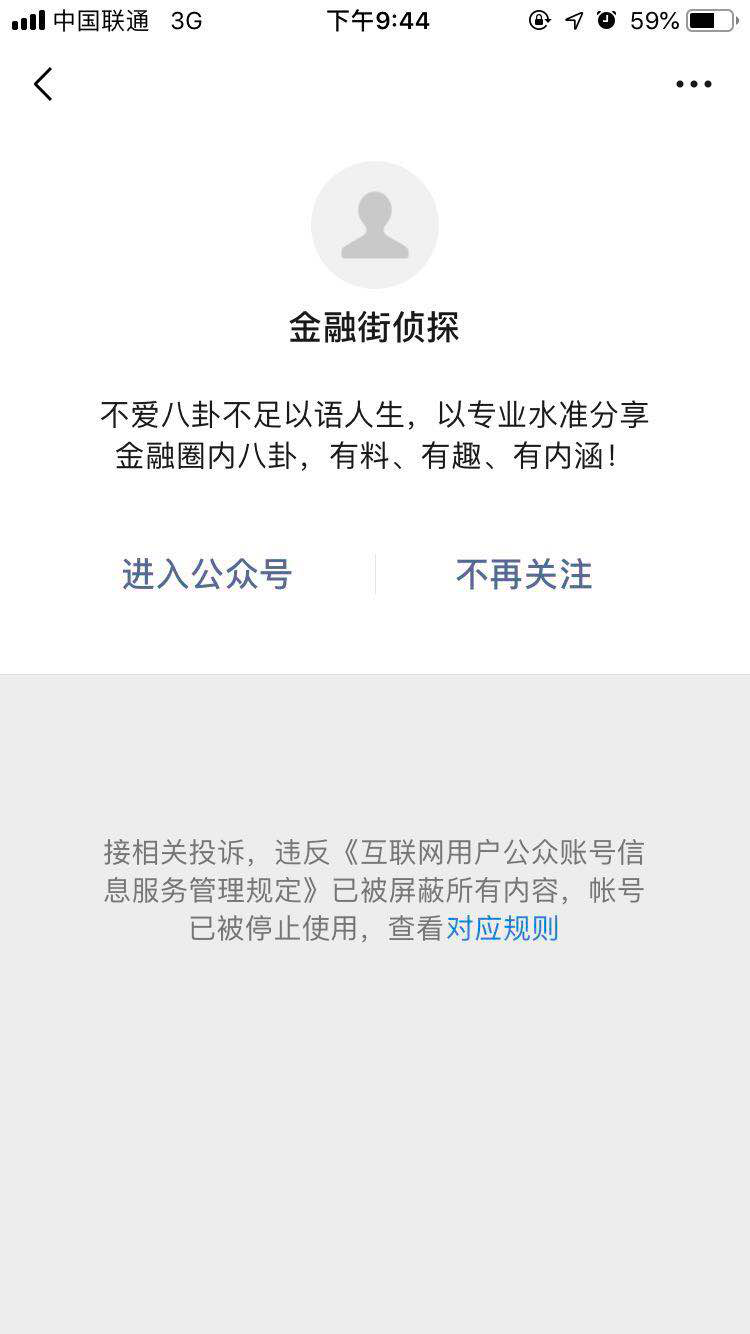 中国联通 3G 下午9:44 59%
金融街侦探
不爱八卦不足以语人生，以专业水准分享
金融圈内八卦，有料、有趣、有内涵！
进入公众号 不再关注
接相关投诉，违反《互联网用户公众账号信
息服务管理规定》已被屏蔽所有内容，帐号
已被停止使用，查看对应规则